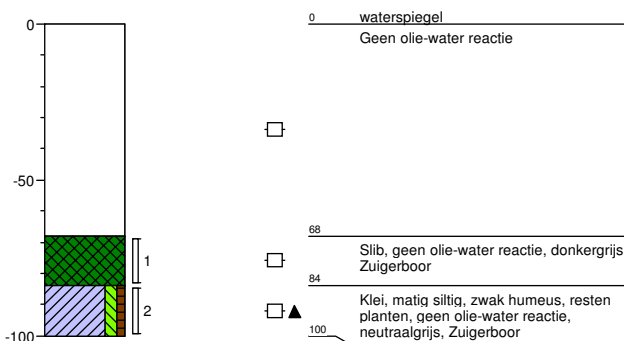 0
0
waterspiegel
Geen olie-water reactie
-50
68
1
Slib, geen olie-water reactie, donkergrijs
Zuigerboor
84
2
Klei, matig siltig, zwak humeus, resten
planten, geen olie-water reactie,
neutraalgrijs, Zuigerboor
-100
100